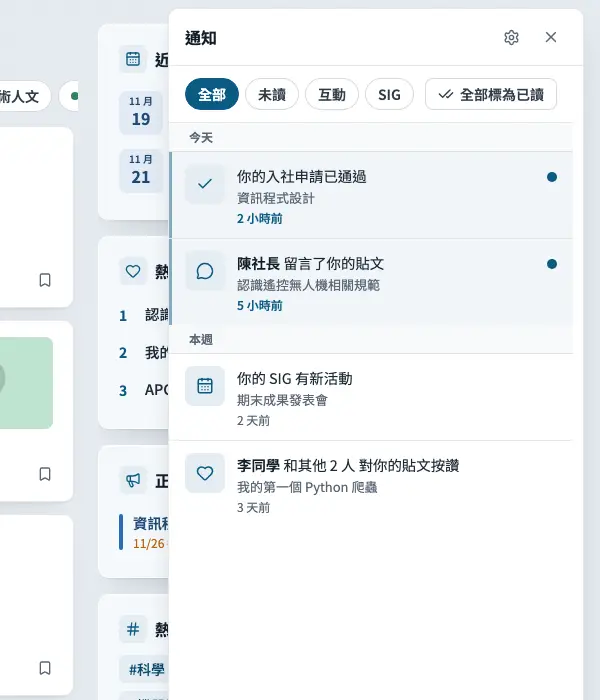 通知
全部
未讀
互動
SIG
全部標為已讀
今天
你的入社申請已通過
資訊程式設計
2 小時前
陳社長 留言了你的貼文
認識遙控無人機相關規範
5 小時前
本週
你的 SIG 有新活動
期末成果發表會
2 天前
李同學 和其他 2 人 對你的貼文按讚
我的第一個 Python 爬蟲
3 天前
術人文
近
11 月
19
11 月
21
熱
1 認識
2 我的
3
正
資訊
11/26
熱
#科學